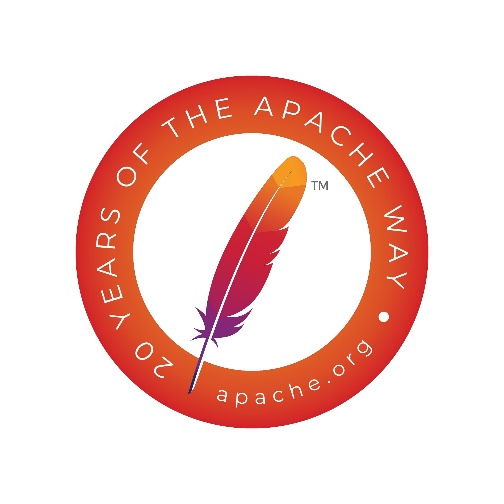 20 YEARS OF THE APACHE WAY •
apache.org
TM